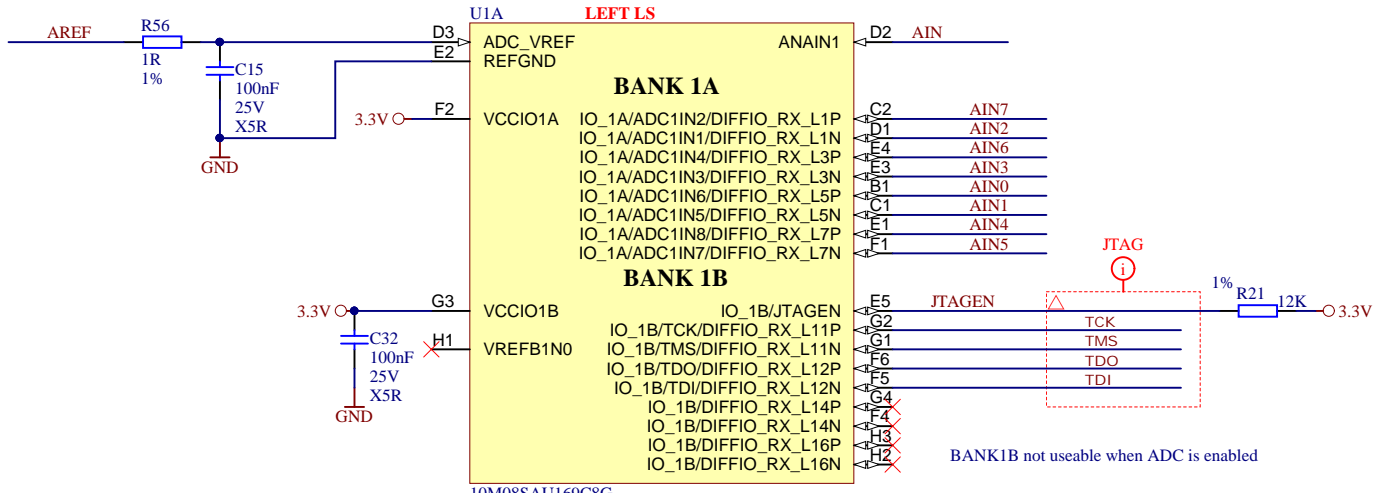 U1A
LEFT LS
AREF
R56
1R
1%
C15
100nF
25V
X5R
GND
D3
ADC_VREF
E2
REFGND
ANAIN1
D2
AIN
BANK 1A
3.3V
F2
VCCIO1A
IO_1A/ADC1IN2/DIFFIO_RX_L1P C2 AIN7
IO_1A/ADC1IN1/DIFFIO_RX_L1N D1 AIN2
IO_1A/ADC1IN4/DIFFIO_RX_L3P E4 AIN6
IO_1A/ADC1IN3/DIFFIO_RX_L3N E3 AIN3
IO_1A/ADC1IN6/DIFFIO_RX_L5P B1 AIN0
IO_1A/ADC1IN5/DIFFIO_RX_L5N C1 AIN1
IO_1A/ADC1IN8/DIFFIO_RX_L7P E1 AIN4
IO_1A/ADC1IN7/DIFFIO_RX_L7N F1 AIN5
BANK 1B
JTAG
i
3.3V
G3
VCCIO1B
C32
100nF
25V
X5R
GND
H1
VREFB1N0
IO_1B/JTAGEN E5 JTAGEN
1%
R21
12K
3.3V
IO_1B/TCK/DIFFIO_RX_L11P G2 TCK
IO_1B/TMS/DIFFIO_RX_L11N G1 TMS
IO_1B/TDO/DIFFIO_RX_L12P F6 TDO
IO_1B/TDI/DIFFIO_RX_L12N F5 TDI
IO_1B/DIFFIO_RX_L14P G4
IO_1B/DIFFIO_RX_L14N F4
IO_1B/DIFFIO_RX_L16P H3
IO_1B/DIFFIO_RX_L16N H2
BANK1B not useable when ADC is enabled
10M08SAU169C8G